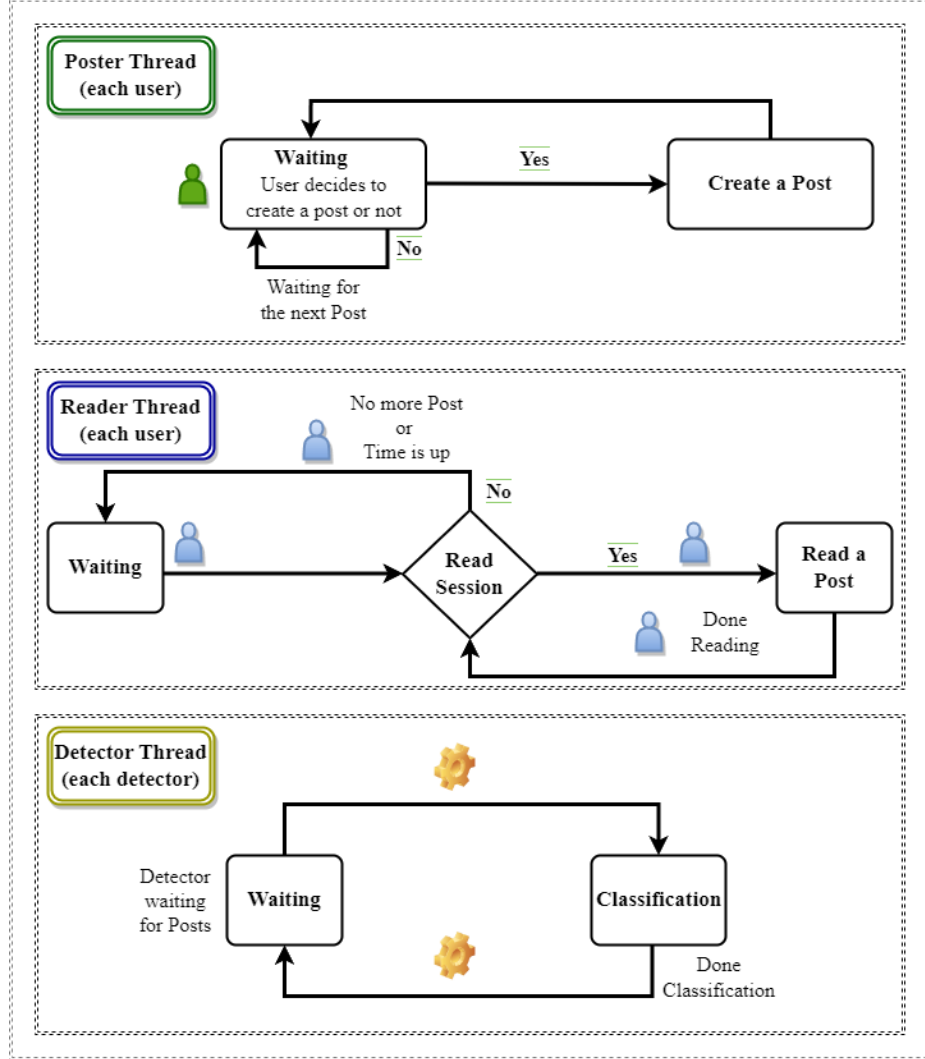 Poster Thread
(each user)
Waiting
User decides to
create a post or not
Yes
Create a Post
No
Waiting for
the next Post
Reader Thread
(each user)
No more Post
or
Time is up
No
Waiting
Read
Session
Yes
Read a
Post
Done
Reading
Detector Thread
(each detector)
Detector
waiting
for Posts
Waiting
Classification
Done
Classification